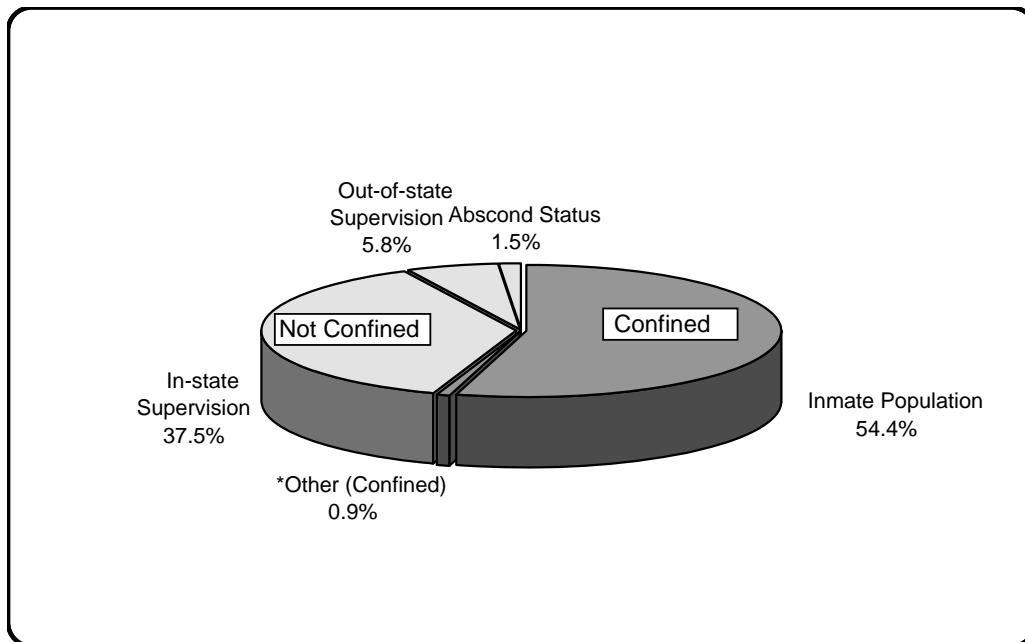 Out-of-state
Supervision
5.8%
Abscond Status
1.5%
Not Confined
Confined
In-state
Supervision
37.5%
Inmate Population
54.4%
*Other (Confined)
0.9%